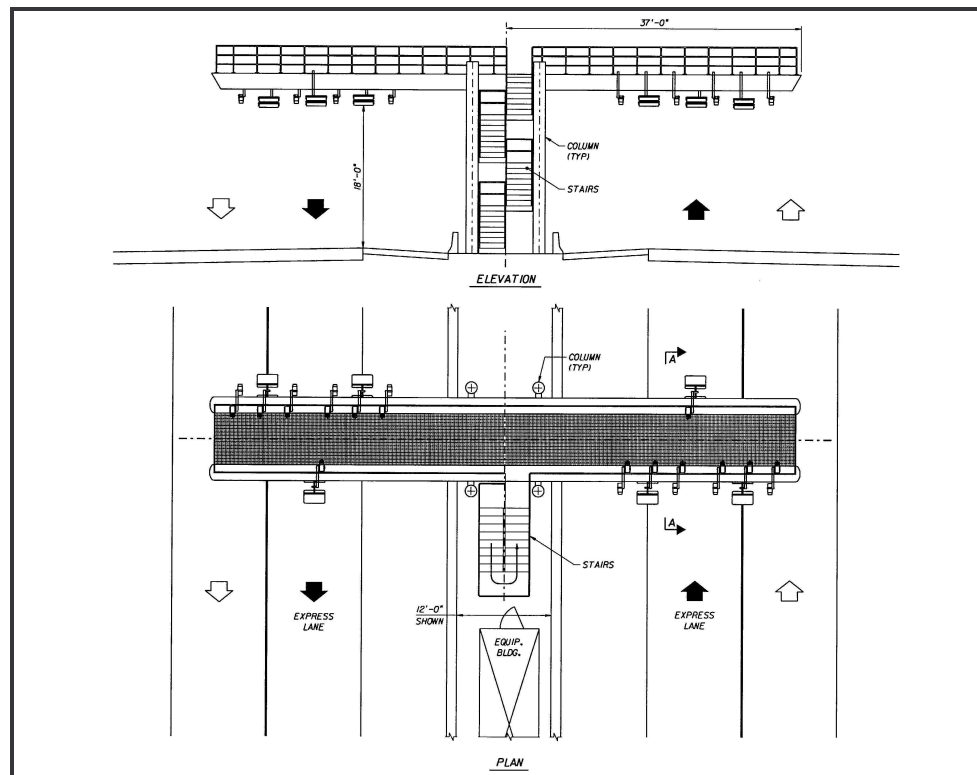 37'-0"
18'-0"
COLUMN
(TYP)
STAIRS
ELEVATION
A
COLUMN
(TYP)
A
STAIRS
12'-0"
SHOWN
EXPRESS
LANE
EXPRESS
LANE
EQUIP.
BLDG.
PLAN